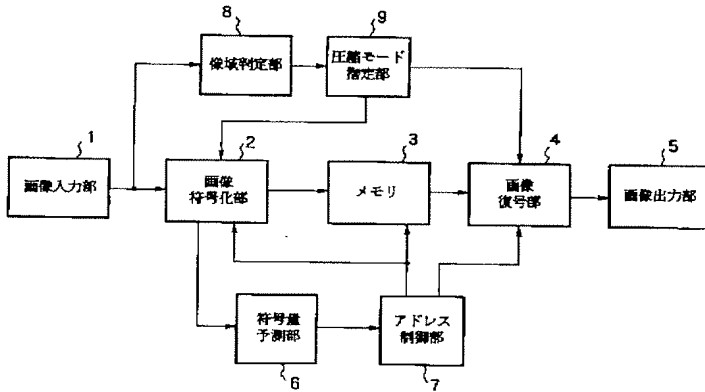 8
9
像域判定部
圧縮モード
指定部
1
2
3
4
5
画像入力部
画像
符号化部
メモリ
画像
復号部
画像出力部
符号量
予測部
アドレス
制御部
6
7